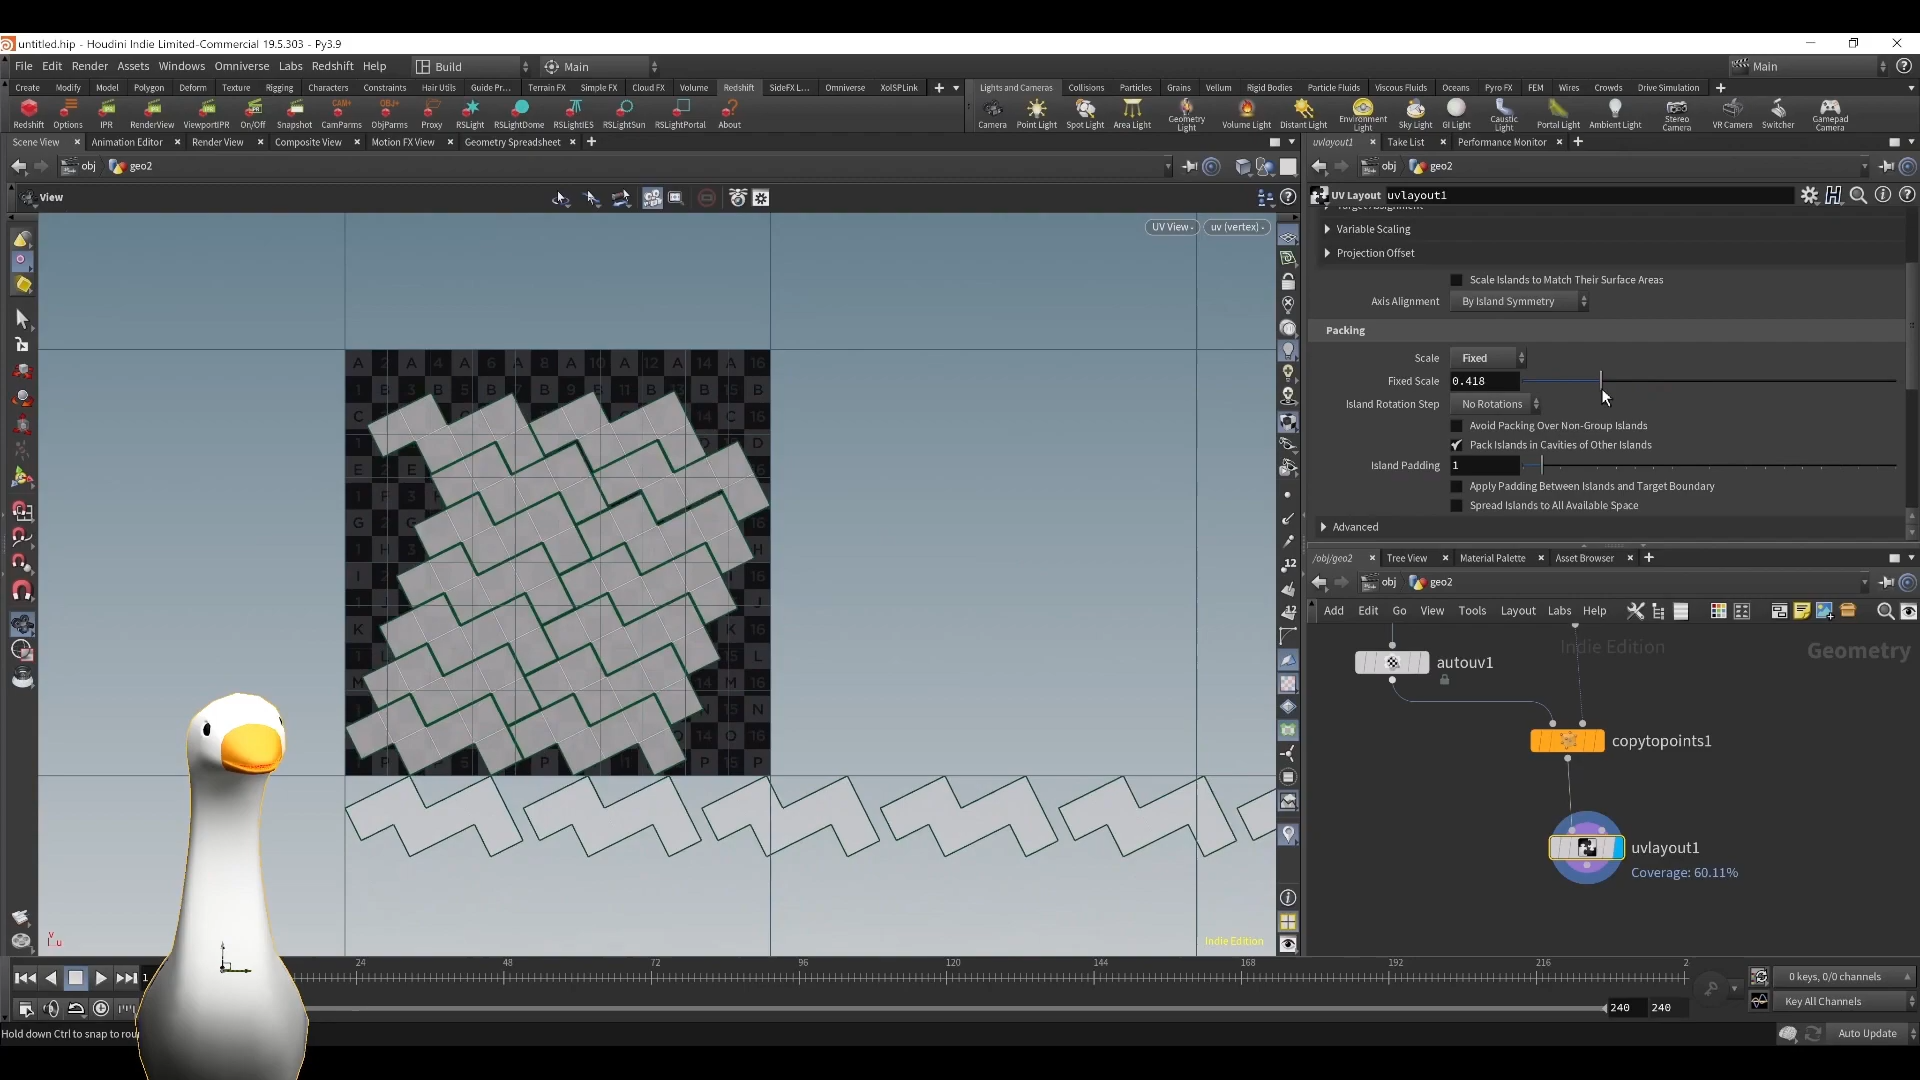 untitled.hip - Houdini Indie Limited-Commercial 19.5.303 - Py3.9
File Edit Render Assets Windows Omniverse Labs Redshift Help Build Main Main
Create Modify Model Polygon Deform Texture Rigging Characters Constraints Hair Utils Guide Pr... Terrain FX Simple FX Cloud FX Volume Redshift SideFX L... Omniverse XolSPLink Lights and Cameras Collisions Particles Grains Vellum Rigid Bodies Particle Fluids Viscous Fluids Oceans Pyro FX FEM Wires Crowds Drive Simulation
CAM+ OBJ+
Redshift Options IPR RenderView ViewportIPR On/Off Snapshot CamParms ObjParms Proxy RSLight RSLightDome RSLightIES RSLightSun RSLightPortal About Camera Point Light Spot Light Area Light Geometry Light Volume Light Distant Light Environment Light Sky Light GI Light Caustic Light Portal Light Ambient Light Stereo Camera VR Camera Switcher Gamepad Camera
Scene View Animation Editor Render View Composite View Motion FX View Geometry Spreadsheet uvlayout1 Take List Performance Monitor
obj geo2 obj geo2
View UV Layout uvlayout1
UV View uv (vertex) Variable Scaling
Projection Offset
Scale Islands to Match Their Surface Areas
Axis Alignment By Island Symmetry
Packing
Scale Fixed
Fixed Scale 0.418
Island Rotation Step No Rotations
Avoid Packing Over Non-Group Islands
Pack Islands in Cavities of Other Islands
Island Padding 1
Apply Padding Between Islands and Target Boundary
Spread Islands to All Available Space
Advanced
/obj/geo2 Tree View Material Palette Asset Browser
obj geo2
Add Edit Go View Tools Layout Labs Help
Indie Edition Geometry
autouv1
copytopoints1
uvlayout1
Coverage: 60.11%
Indie Edition
v
u
1 24 48 72 96 120 144 168 192 216 2
0 keys, 0/0 channels
240 240 Key All Channels
Hold down Ctrl to snap to rou
Auto Update